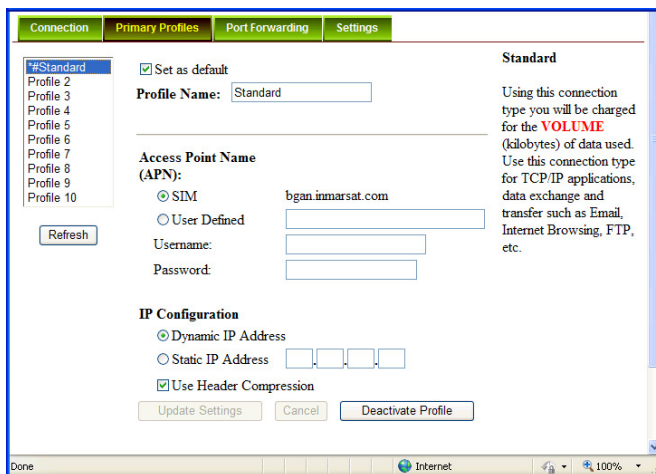 Connection Primary Profiles Port Forwarding Settings
*#Standard
Profile 2
Profile 3
Profile 4
Profile 5
Profile 6
Profile 7
Profile 8
Profile 9
Profile 10
Refresh
Set as default
Profile Name: Standard
Access Point Name
(APN):
SIM bgan.inmarsat.com
User Defined
Username:
Password:
IP Configuration
Dynamic IP Address
Static IP Address . . .
Use Header Compression
Update Settings Cancel Deactivate Profile
Standard
Using this connection
type you will be charged
for the VOLUME
(kilobytes) of data used.
Use this connection type
for TCP/IP applications,
data exchange and
transfer such as Email,
Internet Browsing, FTP,
etc.
Done Internet 100%